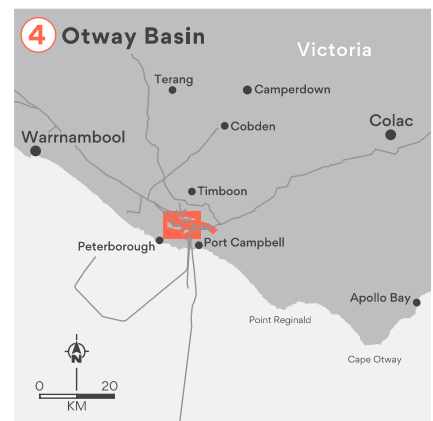 4 Otway Basin
Victoria
Terang
Camperdown
Cobden
Colac
Warrnambool
Timboon
Peterborough
Port Campbell
Apollo Bay
Point Reginald
Cape Otway
N
0 20
KM